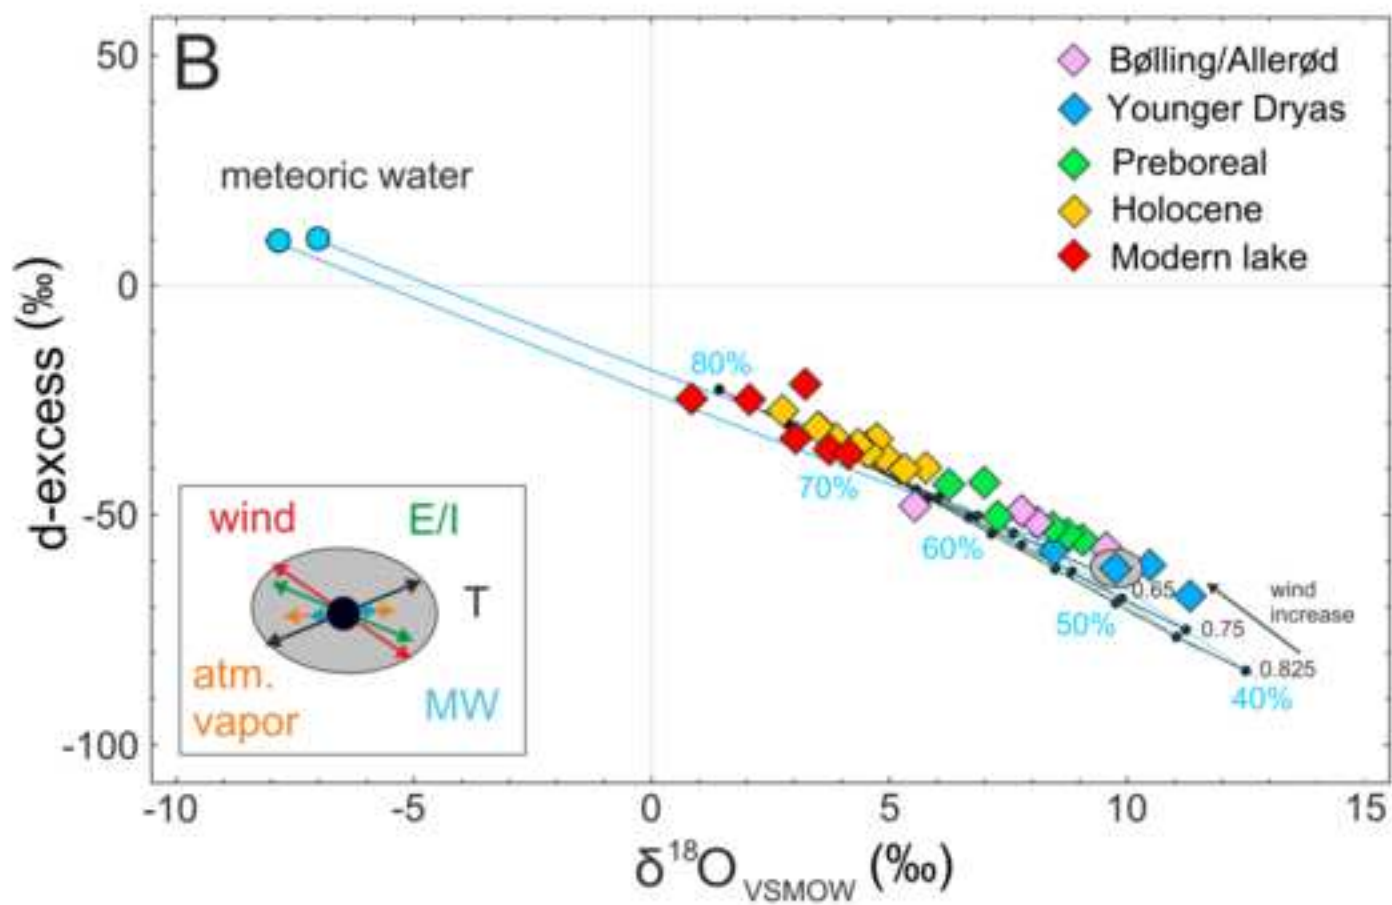 B
50
0
-50
-100
d-excess (‰)
meteoric water
Bølling/Allerød
Younger Dryas
Preboreal
Holocene
Modern lake
80%
70%
60%
50%
40%
0.65
0.75
0.825
wind
increase
wind
E/I
T
atm.
vapor
MW
-10
-5
0
5
10
15
δ¹⁸O VSMOW (‰)